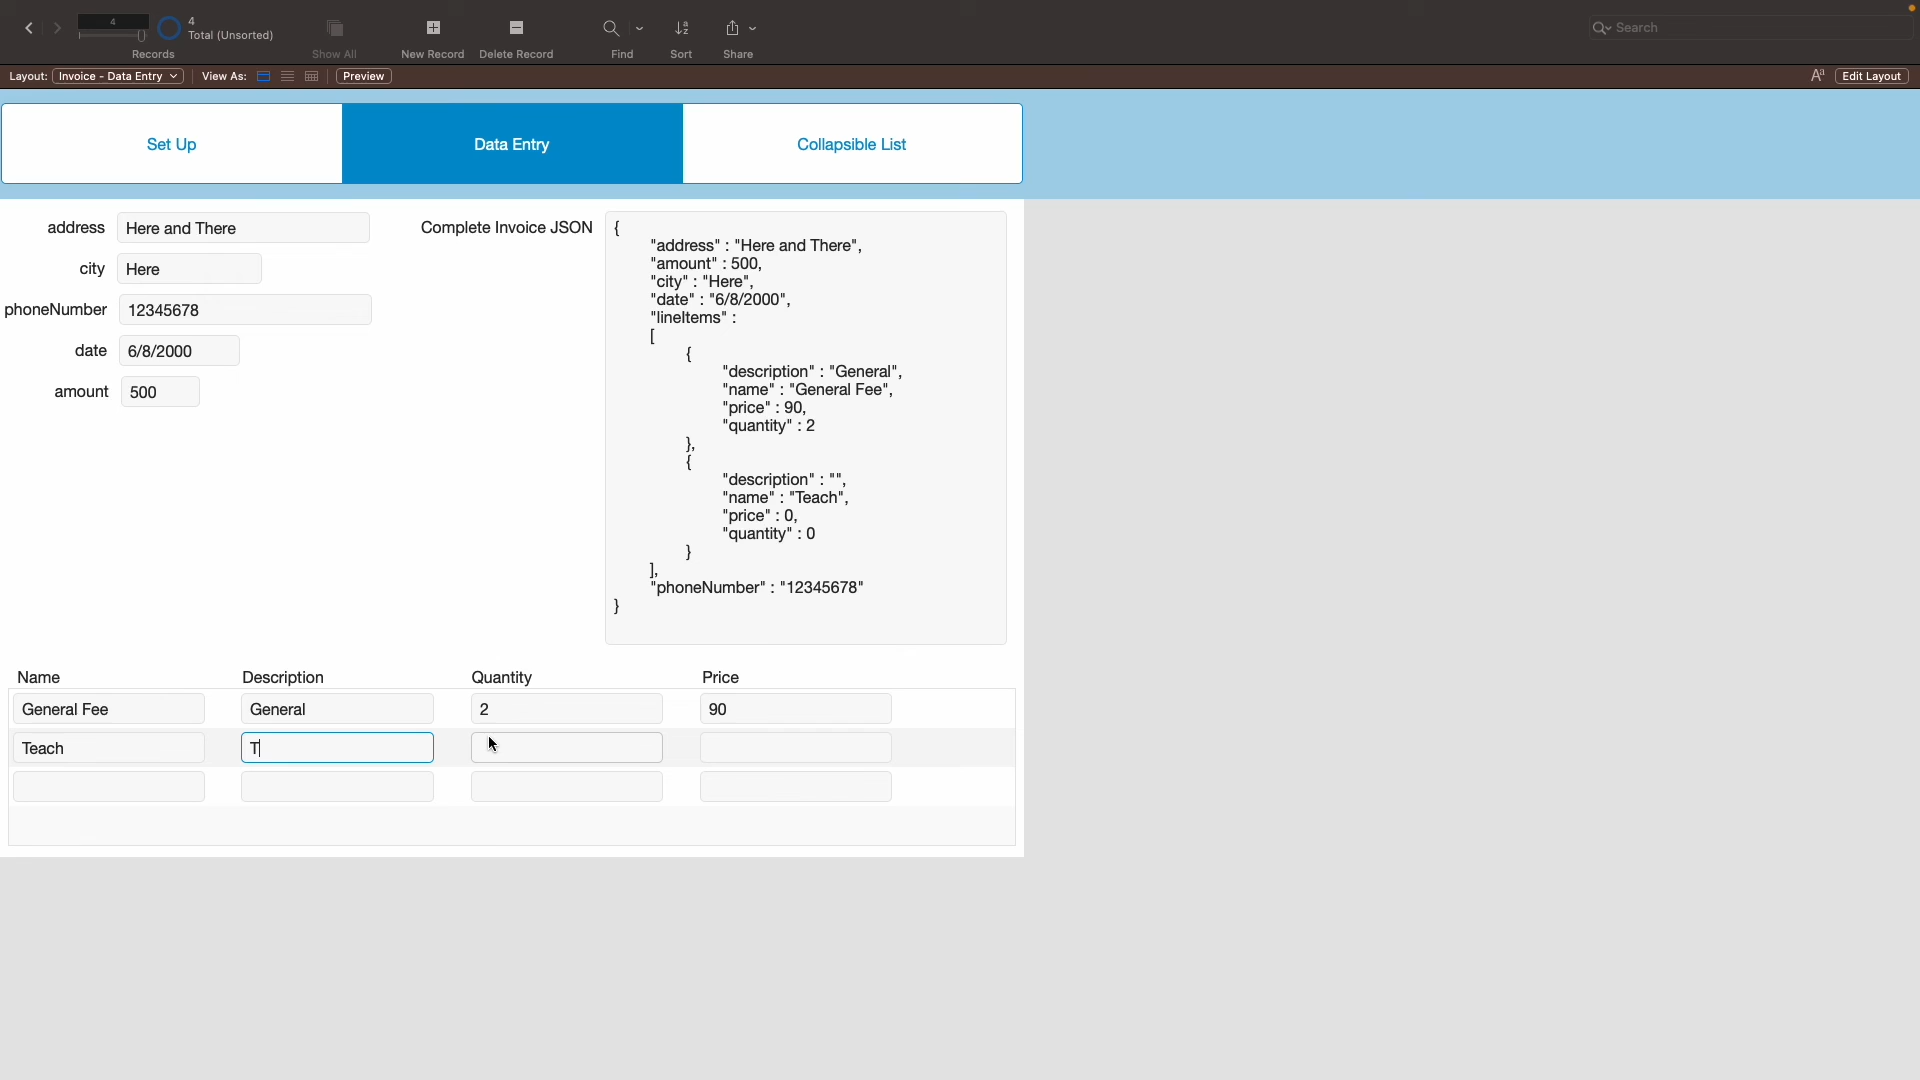 4
4
Total (Unsorted)
Records
Show All
New Record
Delete Record
Find
Sort
Share
Search
Layout: Invoice - Data Entry
View As:
Preview
Aa
Edit Layout
Set Up
Data Entry
Collapsible List
address Here and There
city Here
phoneNumber 12345678
date 6/8/2000
amount 500
Complete Invoice JSON
{
"address" : "Here and There",
"amount" : 500,
"city" : "Here",
"date" : "6/8/2000",
"lineItems" :
[
{
"description" : "General",
"name" : "General Fee",
"price" : 90,
"quantity" : 2
},
{
"description" : "",
"name" : "Teach",
"price" : 0,
"quantity" : 0
}
],
"phoneNumber" : "12345678"
}
Name Description Quantity Price
General Fee General 2 90
Teach T